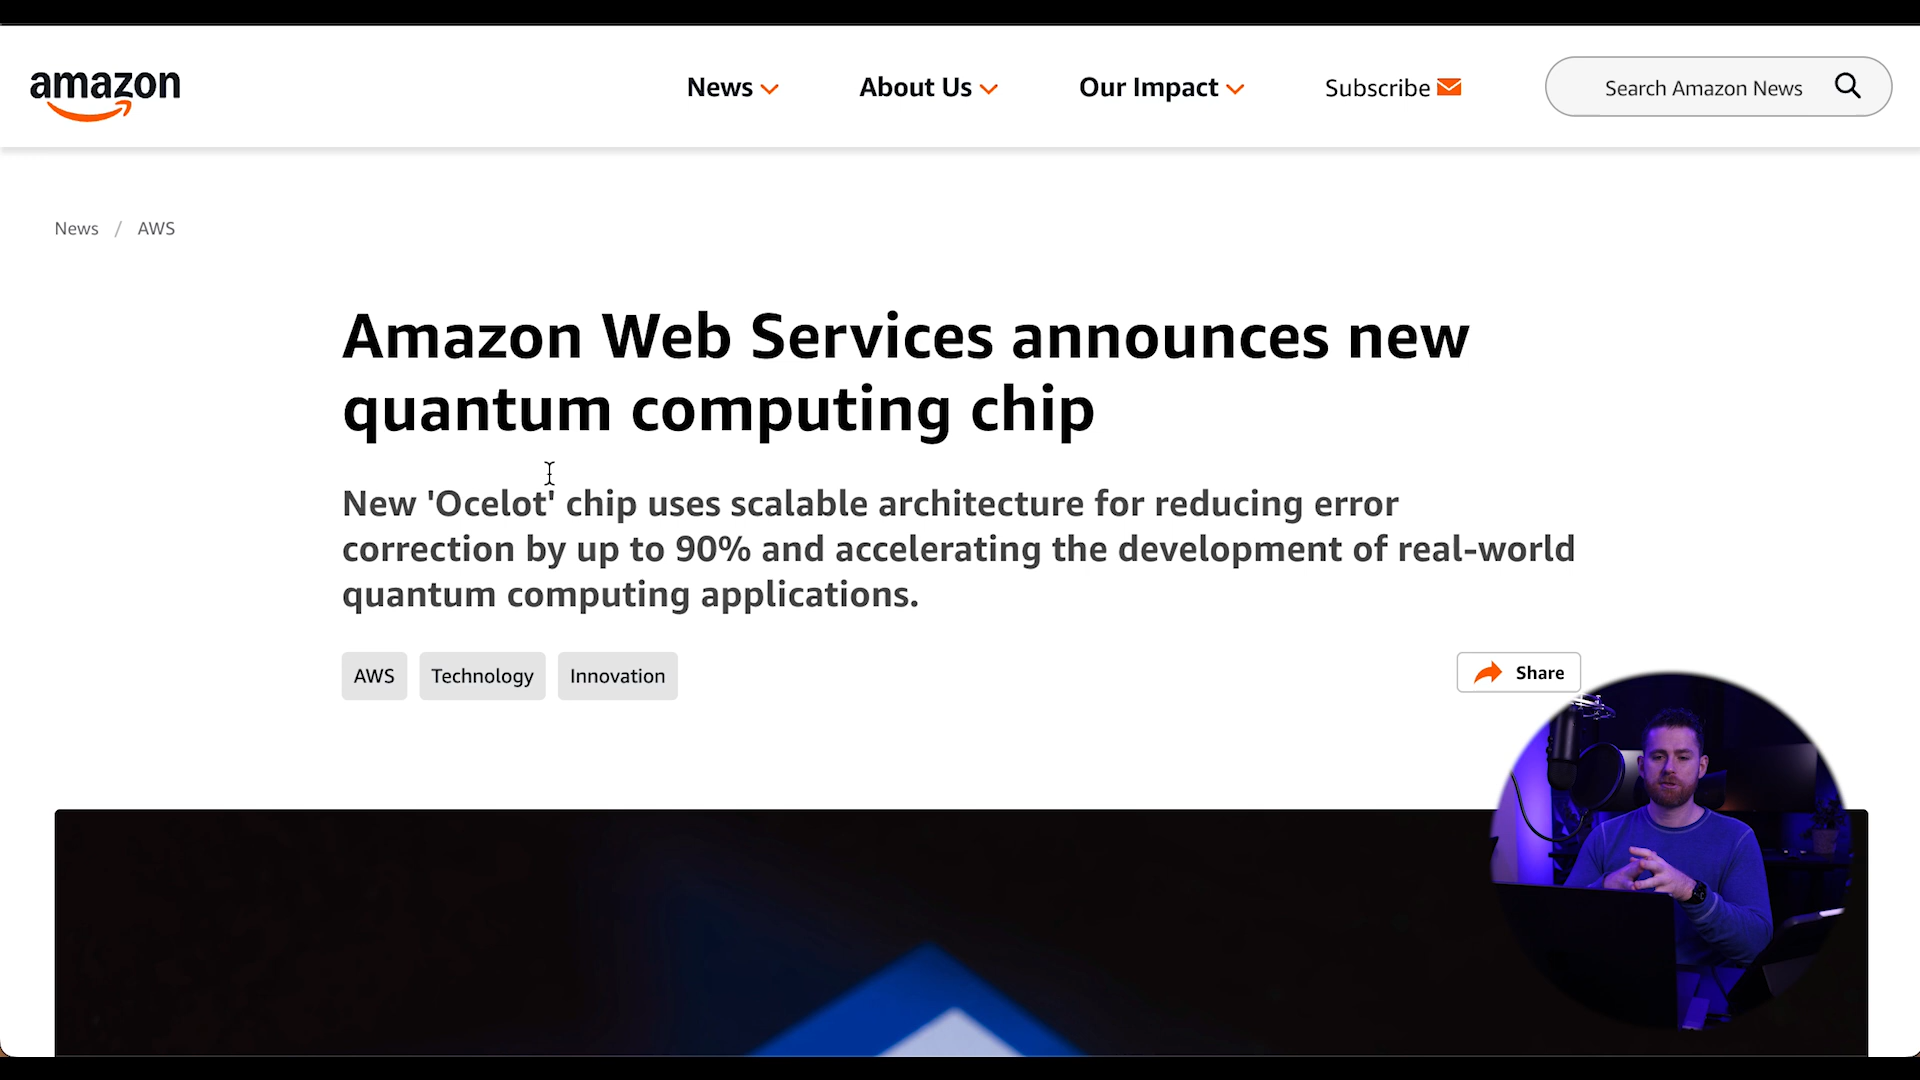 amazon
News
About Us
Our Impact
Subscribe
Search Amazon News
News / AWS
Amazon Web Services announces new
quantum computing chip
New 'Ocelot' chip uses scalable architecture for reducing error
correction by up to 90% and accelerating the development of real-world
quantum computing applications.
AWS
Technology
Innovation
Share